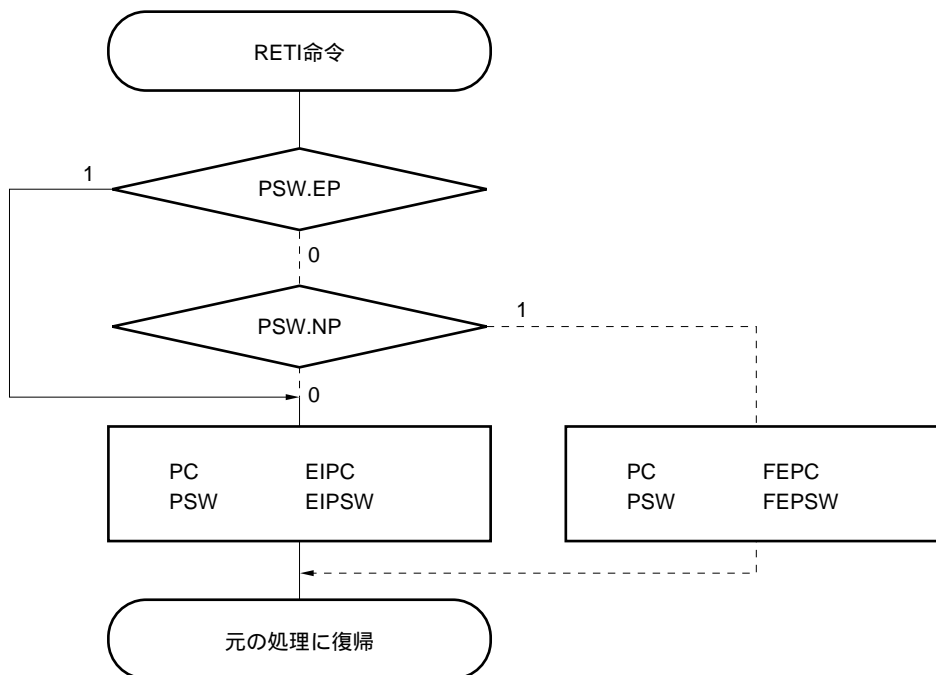 RETI命令
1
PSW.EP
0
PSW.NP
1
0
PC EIPC
PSW EIPSW
PC FEPC
PSW FEPSW
元の処理に復帰